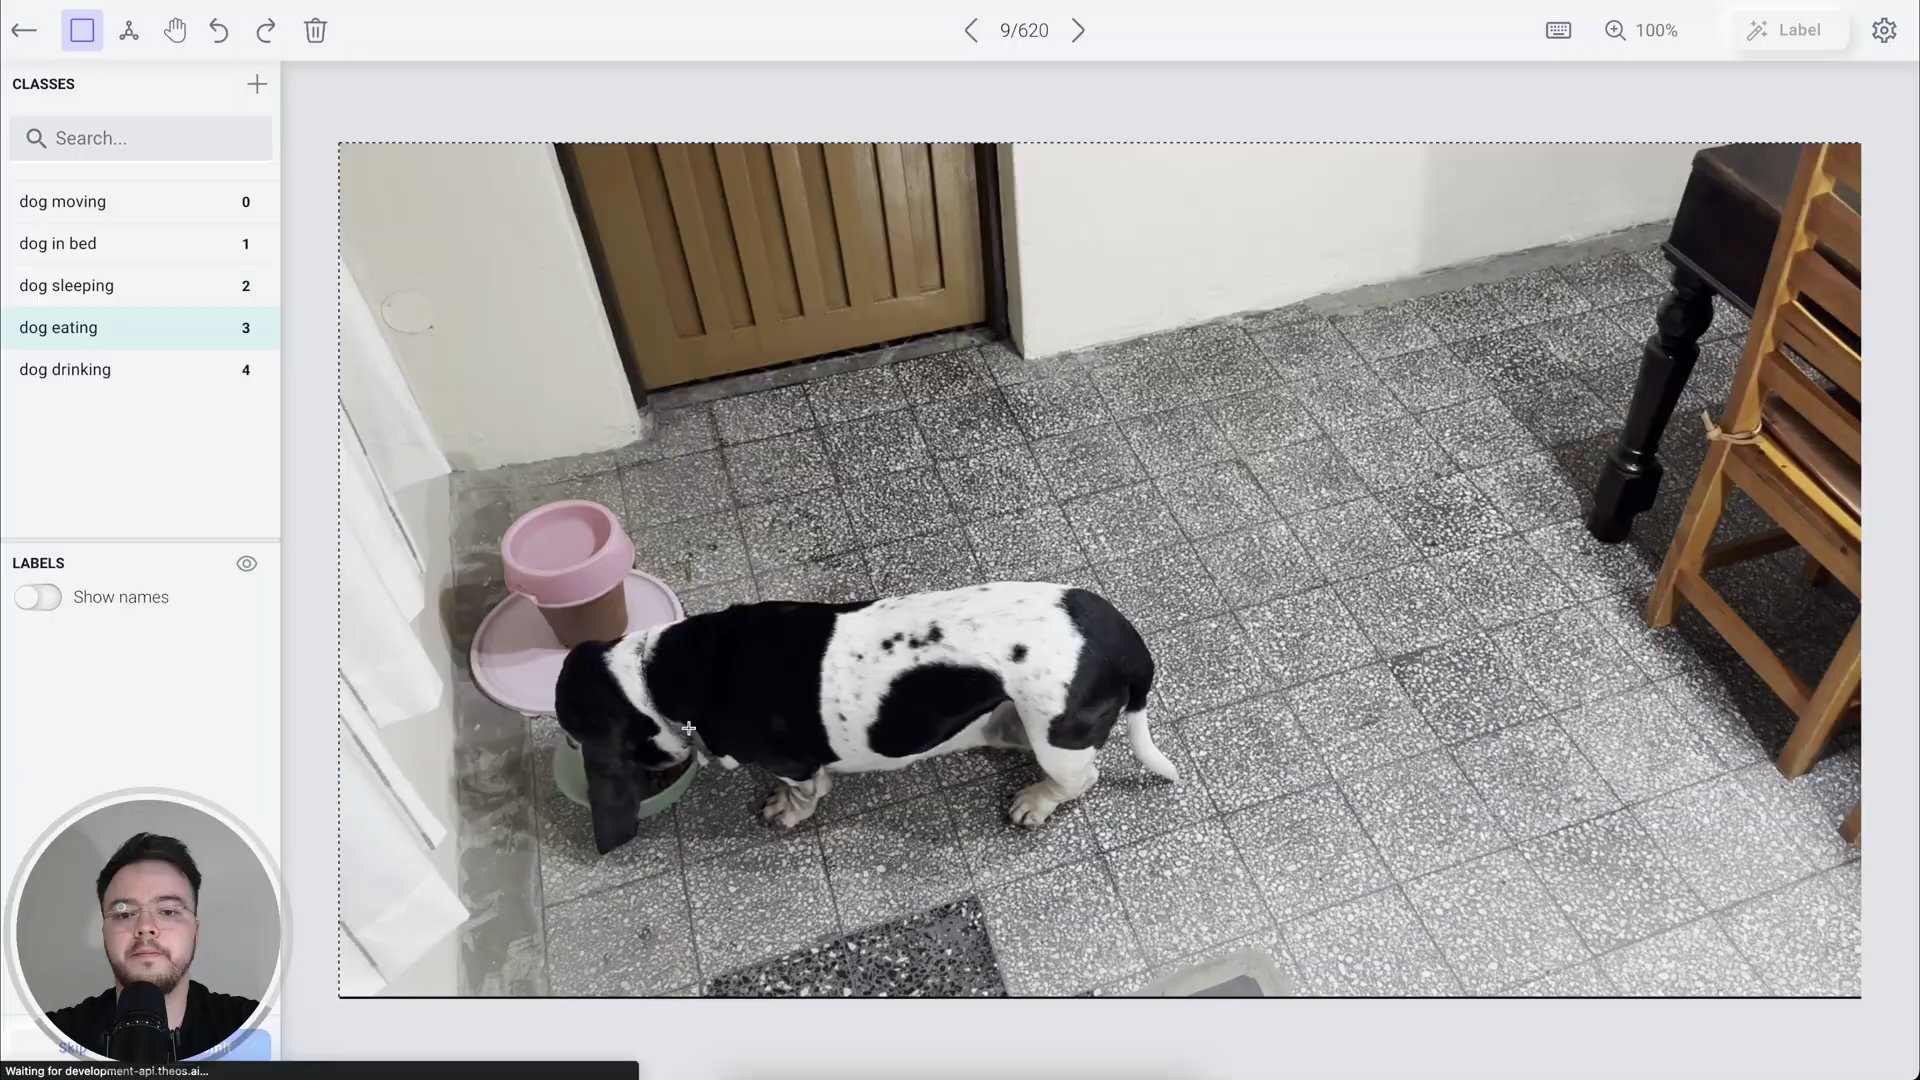 9/620
100%
Label
CLASSES
Search...
dog moving 0
dog in bed 1
dog sleeping 2
dog eating 3
dog drinking 4
LABELS
Show names
Skip
Waiting for development-api.theos.ai...